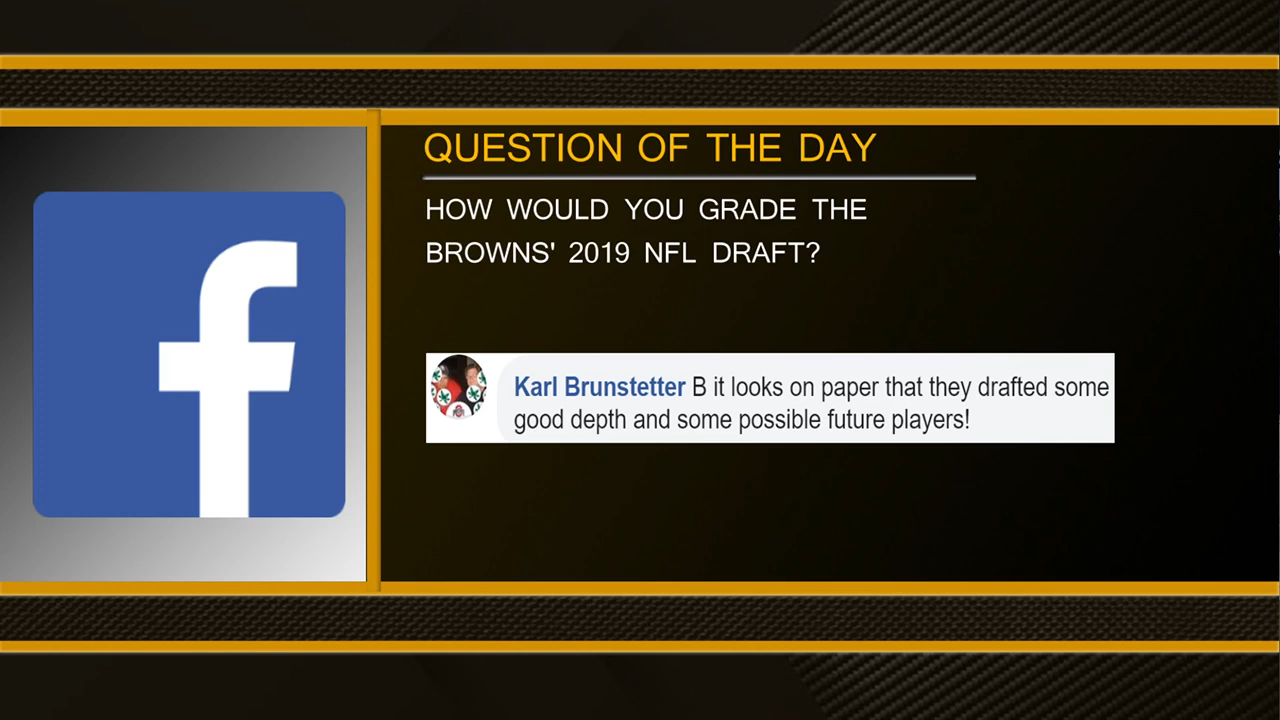 QUESTION OF THE DAY
HOW WOULD YOU GRADE THE
BROWNS' 2019 NFL DRAFT?
Karl Brunstetter B it looks on paper that they drafted some
good depth and some possible future players!